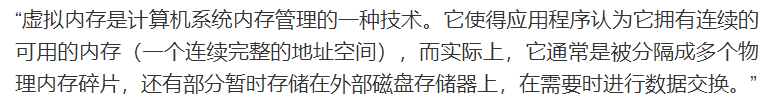 “虚拟内存是计算机系统内存管理的一种技术。它使得应用程序认为它拥有连续的
可用的内存（一个连续完整的地址空间），而实际上，它通常是被分隔成多个物
理内存碎片，还有部分暂时存储在外部磁盘存储器上，在需要时进行数据交换。”